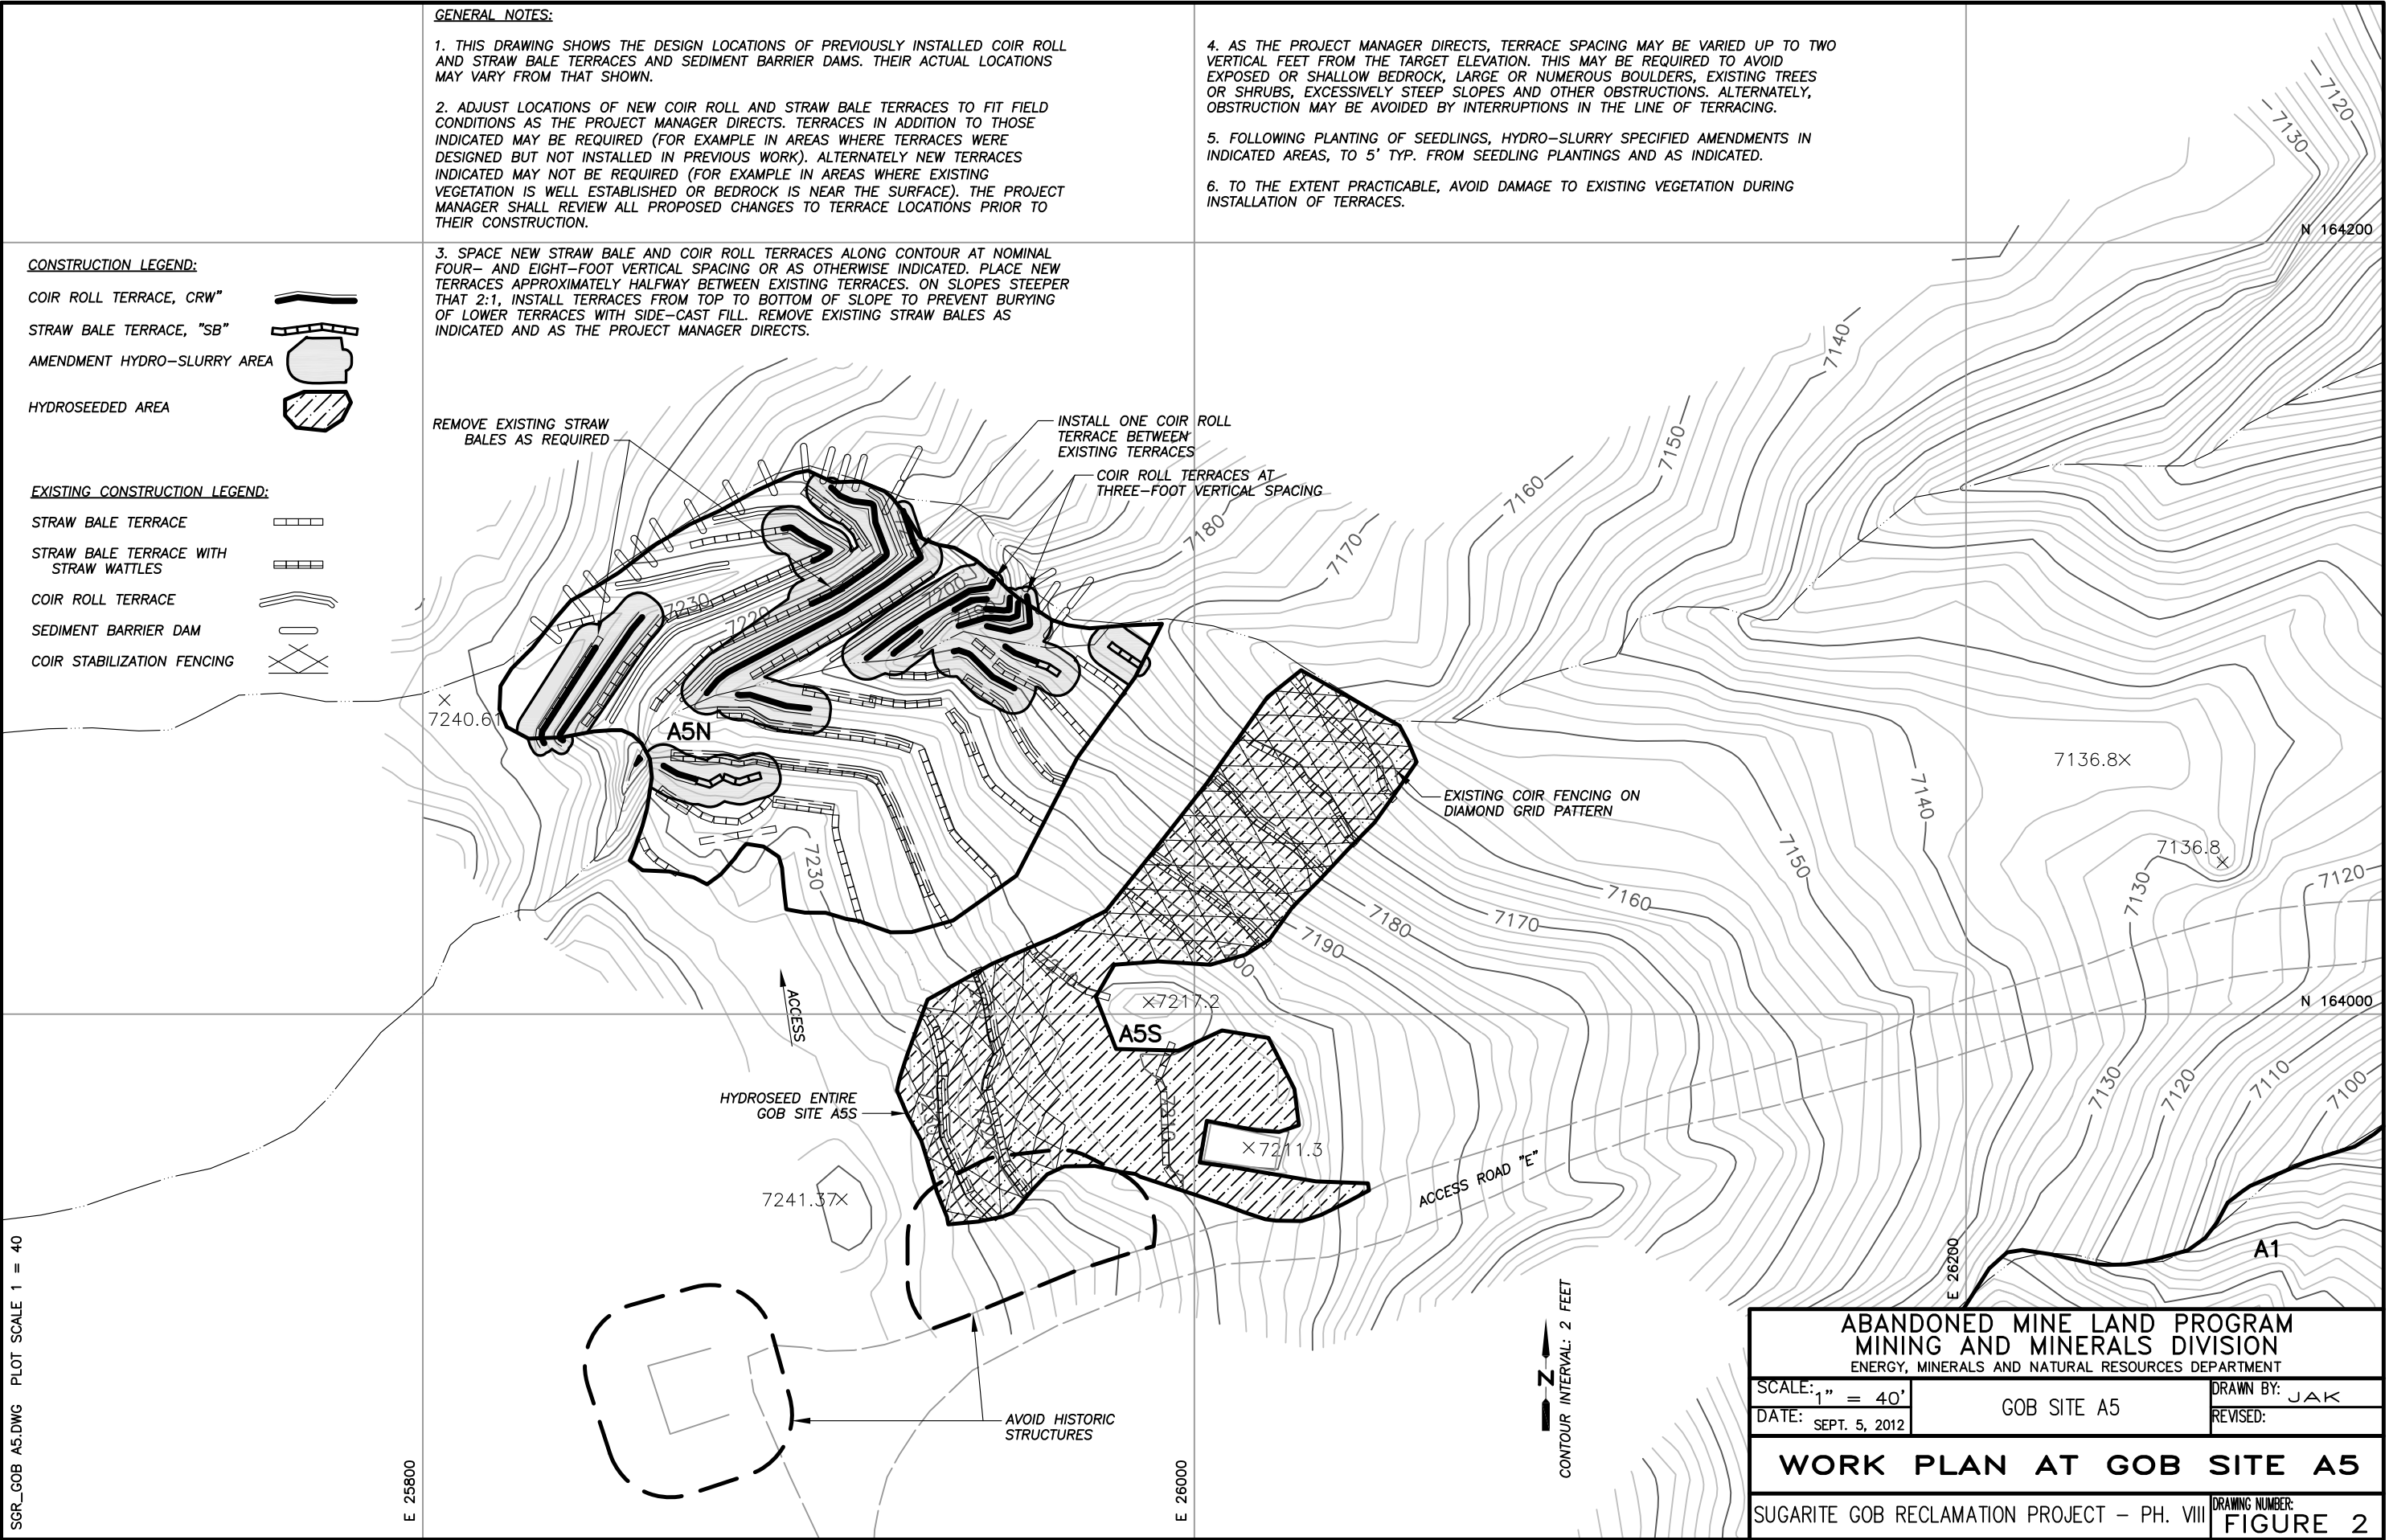 GENERAL NOTES:
1. THIS DRAWING SHOWS THE DESIGN LOCATIONS OF PREVIOUSLY INSTALLED COIR ROLL
AND STRAW BALE TERRACES AND SEDIMENT BARRIER DAMS. THEIR ACTUAL LOCATIONS
MAY VARY FROM THAT SHOWN.
2. ADJUST LOCATIONS OF NEW COIR ROLL AND STRAW BALE TERRACES TO FIT FIELD
CONDITIONS AS THE PROJECT MANAGER DIRECTS. TERRACES IN ADDITION TO THOSE
INDICATED MAY BE REQUIRED (FOR EXAMPLE IN AREAS WHERE TERRACES WERE
DESIGNED BUT NOT INSTALLED IN PREVIOUS WORK). ALTERNATELY NEW TERRACES
INDICATED MAY NOT BE REQUIRED (FOR EXAMPLE IN AREAS WHERE EXISTING
VEGETATION IS WELL ESTABLISHED OR BEDROCK IS NEAR THE SURFACE). THE PROJECT
MANAGER SHALL REVIEW ALL PROPOSED CHANGES TO TERRACE LOCATIONS PRIOR TO
THEIR CONSTRUCTION.
3. SPACE NEW STRAW BALE AND COIR ROLL TERRACES ALONG CONTOUR AT NOMINAL
FOUR– AND EIGHT–FOOT VERTICAL SPACING OR AS OTHERWISE INDICATED. PLACE NEW
TERRACES APPROXIMATELY HALFWAY BETWEEN EXISTING TERRACES. ON SLOPES STEEPER
THAT 2:1, INSTALL TERRACES FROM TOP TO BOTTOM OF SLOPE TO PREVENT BURYING
OF LOWER TERRACES WITH SIDE–CAST FILL. REMOVE EXISTING STRAW BALES AS
INDICATED AND AS THE PROJECT MANAGER DIRECTS.
4. AS THE PROJECT MANAGER DIRECTS, TERRACE SPACING MAY BE VARIED UP TO TWO
VERTICAL FEET FROM THE TARGET ELEVATION. THIS MAY BE REQUIRED TO AVOID
EXPOSED OR SHALLOW BEDROCK, LARGE OR NUMEROUS BOULDERS, EXISTING TREES
OR SHRUBS, EXCESSIVELY STEEP SLOPES AND OTHER OBSTRUCTIONS. ALTERNATELY,
OBSTRUCTION MAY BE AVOIDED BY INTERRUPTIONS IN THE LINE OF TERRACING.
5. FOLLOWING PLANTING OF SEEDLINGS, HYDRO–SLURRY SPECIFIED AMENDMENTS IN
INDICATED AREAS, TO 5' TYP. FROM SEEDLING PLANTINGS AND AS INDICATED.
6. TO THE EXTENT PRACTICABLE, AVOID DAMAGE TO EXISTING VEGETATION DURING
INSTALLATION OF TERRACES.
CONSTRUCTION LEGEND:
COIR ROLL TERRACE, CRW"
STRAW BALE TERRACE, "SB"
AMENDMENT HYDRO–SLURRY AREA
HYDROSEEDED AREA
EXISTING CONSTRUCTION LEGEND:
STRAW BALE TERRACE
STRAW BALE TERRACE WITH
STRAW WATTLES
COIR ROLL TERRACE
SEDIMENT BARRIER DAM
COIR STABILIZATION FENCING
REMOVE EXISTING STRAW
BALES AS REQUIRED
INSTALL ONE COIR ROLL
TERRACE BETWEEN
EXISTING TERRACES
COIR ROLL TERRACES AT
THREE–FOOT VERTICAL SPACING
7120
7130
N 164200
7140
7150
7160
7170
7180
7230
7220
7200
7240.61
A5N
7230
EXISTING COIR FENCING ON
DIAMOND GRID PATTERN
7136.8
7136.8
7140
7150
7160
7170
7180
7190
7130
7120
N 164000
7217.2
A5S
ACCESS
HYDROSEED ENTIRE
GOB SITE A5S
7210
7211.3
7241.37
ACCESS ROAD "E"
7130
7120
7110
7100
A1
AVOID HISTORIC
STRUCTURES
E 25800
E 26000
E 26200
N
CONTOUR INTERVAL: 2 FEET
SGR_GOB A5.DWG PLOT SCALE 1 = 40
ABANDONED MINE LAND PROGRAM
MINING AND MINERALS DIVISION
ENERGY, MINERALS AND NATURAL RESOURCES DEPARTMENT
SCALE: 1" = 40'
DATE: SEPT. 5, 2012
GOB SITE A5
DRAWN BY: JAK
REVISED:
WORK PLAN AT GOB SITE A5
SUGARITE GOB RECLAMATION PROJECT – PH. VIII
DRAWING NUMBER:
FIGURE 2